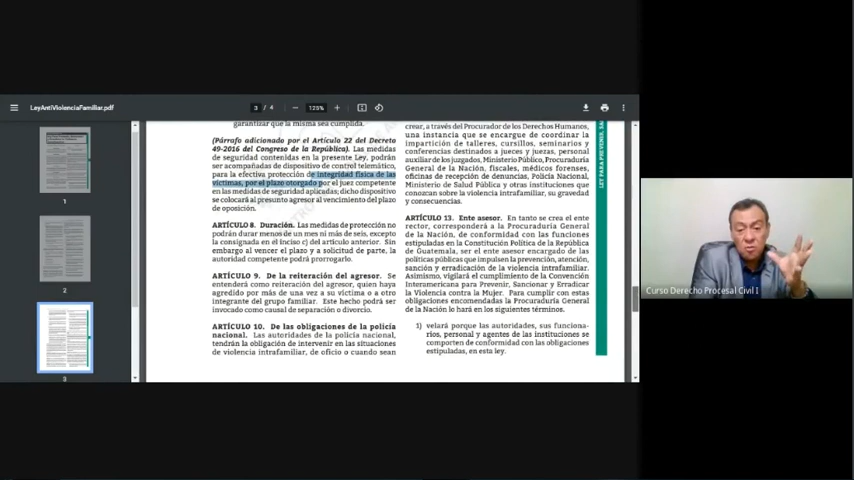 LeyAntiViolenciaFamiliar.pdf
3 / 4
125%
garantizar que la misma sea cumplida.
(Párrafo adicionado por el Artículo 22 del Decreto
49-2016 del Congreso de la República). Las medidas
de seguridad contenidas en la presente Ley, podrán
ser acompañadas de dispositivo de control telemático,
para la efectiva protección de integridad física de las
víctimas, por el plazo otorgado por el juez competente
en las medidas de seguridad aplicadas; dicho dispositivo
se colocará al presunto agresor al vencimiento del plazo
de oposición.
ARTÍCULO 8. Duración. Las medidas de protección no
podrán durar menos de un mes ni más de seis, excepto
la consignada en el inciso c) del artículo anterior. Sin
embargo al vencer el plazo y a solicitud de parte, la
autoridad competente podrá prorrogarlo.
ARTÍCULO 9. De la reiteración del agresor. Se
entenderá como reiteración del agresor, quien haya
agredido por más de una vez a su víctima o a otro
integrante del grupo familiar. Este hecho podrá ser
invocado como causal de separación o divorcio.
ARTÍCULO 10. De las obligaciones de la policía
nacional. Las autoridades de la policía nacional,
tendrán la obligación de intervenir en las situaciones
de violencia intrafamiliar, de oficio o cuando sean
crear, a través del Procurador de los Derechos Humanos,
una instancia que se encargue de coordinar la
impartición de talleres, cursillos, seminarios y
conferencias destinados a jueces y juezas, personal
auxiliar de los juzgados, Ministerio Público, Procuraduría
General de la Nación, fiscales, médicos forenses,
oficinas de recepción de denuncias, Policía Nacional,
Ministerio de Salud Pública y otras instituciones que
conozcan sobre la violencia intrafamiliar, su gravedad
y consecuencias.
ARTÍCULO 13. Ente asesor. En tanto se crea el ente
rector, corresponderá a la Procuraduría General
de la Nación, de conformidad con las funciones
estipuladas en la Constitución Política de la República
de Guatemala, ser el ente asesor encargado de las
políticas públicas que impulsen la prevención, atención,
sanción y erradicación de la violencia intrafamiliar.
Asimismo, vigilará el cumplimiento de la Convención
Interamericana para Prevenir, Sancionar y Erradicar
la Violencia contra la Mujer. Para cumplir con estas
obligaciones encomendadas la Procuraduría General
de la Nación lo hará en los siguientes términos.
1) velará porque las autoridades, sus funciona-
rios, personal y agentes de las instituciones se
comporten de conformidad con las obligaciones
estipuladas, en esta ley.
LEY PARA PREVENIR, SA
1
2
3
Curso Derecho Procesal Civil I